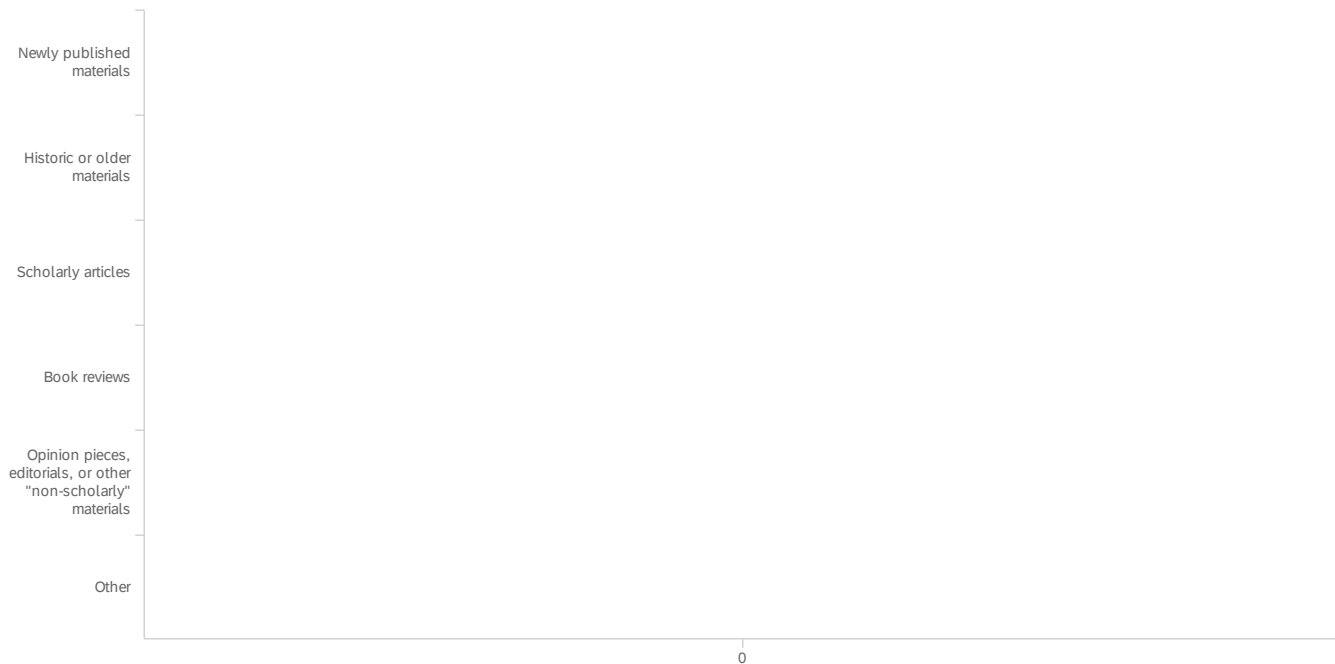 Newly published
materials
Historic or older
materials
Scholarly articles
Book reviews
Opinion pieces,
editorials, or other
"non-scholarly"
materials
Other
0